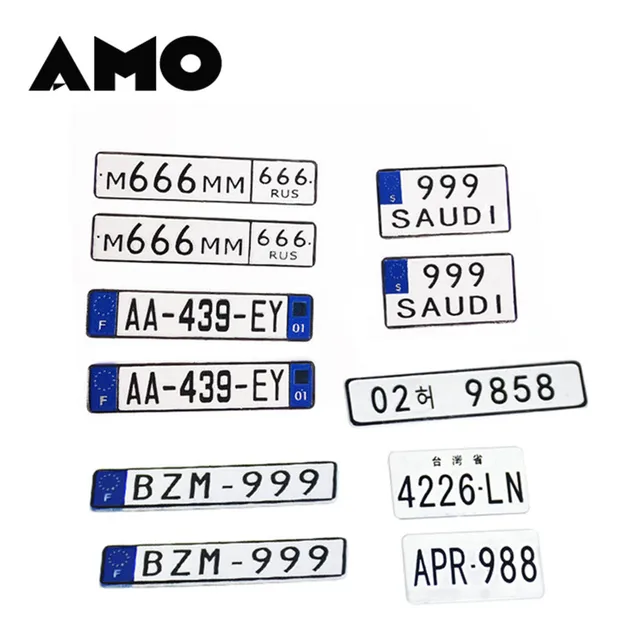 AMO
M666MM 666 RUS
M666MM 666 RUS
F AA-439-EY 01
F AA-439-EY 01
F BZM-999
F BZM-999
S 999
SAUDI
S 999
SAUDI
02허 9858
台灣省
4226·LN
APR·988